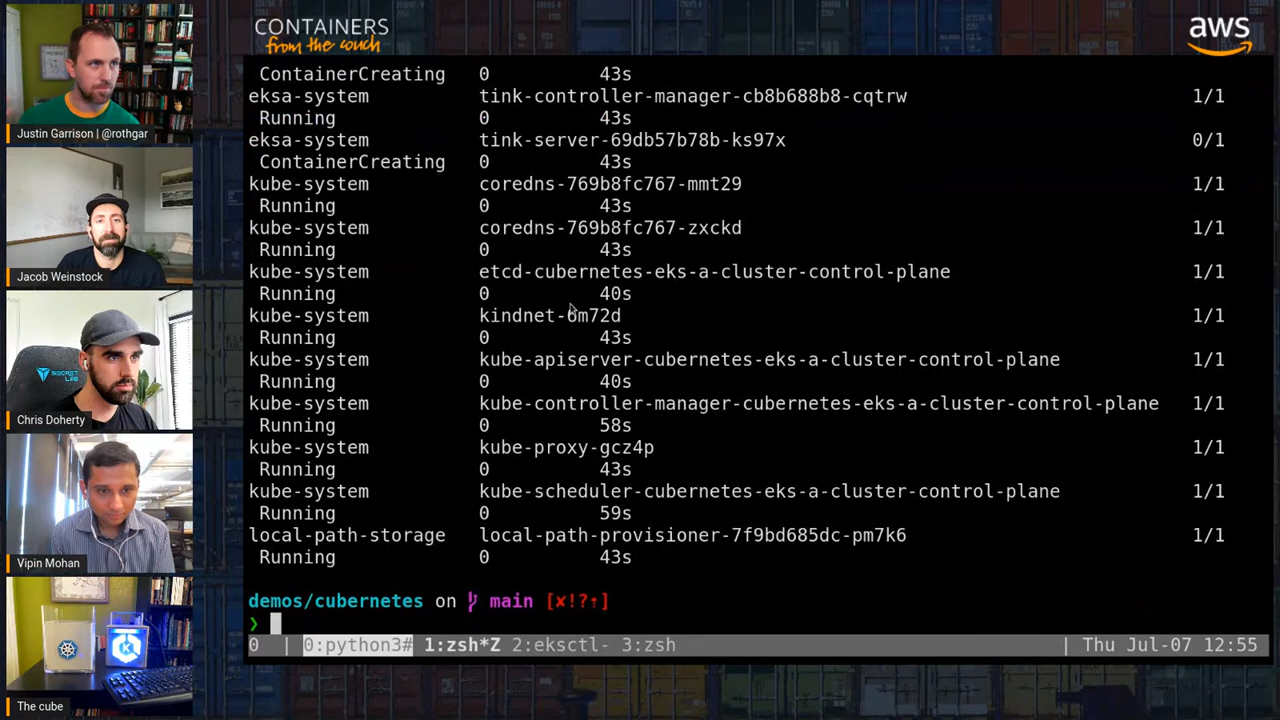 CONTAINERS
from the couch
aws
Justin Garrison | @rothgar
Jacob Weinstock
SECRET
LAB
Chris Doherty
Vipin Mohan
K
The cube
ContainerCreating 0 43s
eksa-system tink-controller-manager-cb8b688b8-cqtrw 1/1
Running 0 43s
eksa-system tink-server-69db57b78b-ks97x 0/1
ContainerCreating 0 43s
kube-system coredns-769b8fc767-mmt29 1/1
Running 0 43s
kube-system coredns-769b8fc767-zxckd 1/1
Running 0 43s
kube-system etcd-cubernetes-eks-a-cluster-control-plane 1/1
Running 0 40s
kube-system kindnet-6m72d 1/1
Running 0 43s
kube-system kube-apiserver-cubernetes-eks-a-cluster-control-plane 1/1
Running 0 40s
kube-system kube-controller-manager-cubernetes-eks-a-cluster-control-plane 1/1
Running 0 58s
kube-system kube-proxy-gcz4p 1/1
Running 0 43s
kube-system kube-scheduler-cubernetes-eks-a-cluster-control-plane 1/1
Running 0 59s
local-path-storage local-path-provisioner-7f9bd685dc-pm7k6 1/1
Running 0 43s
demos/cubernetes on main [✘!?⇡]
❯
0 | 0:python3# 1:zsh*Z 2:eksctl- 3:zsh | Thu Jul-07 12:55